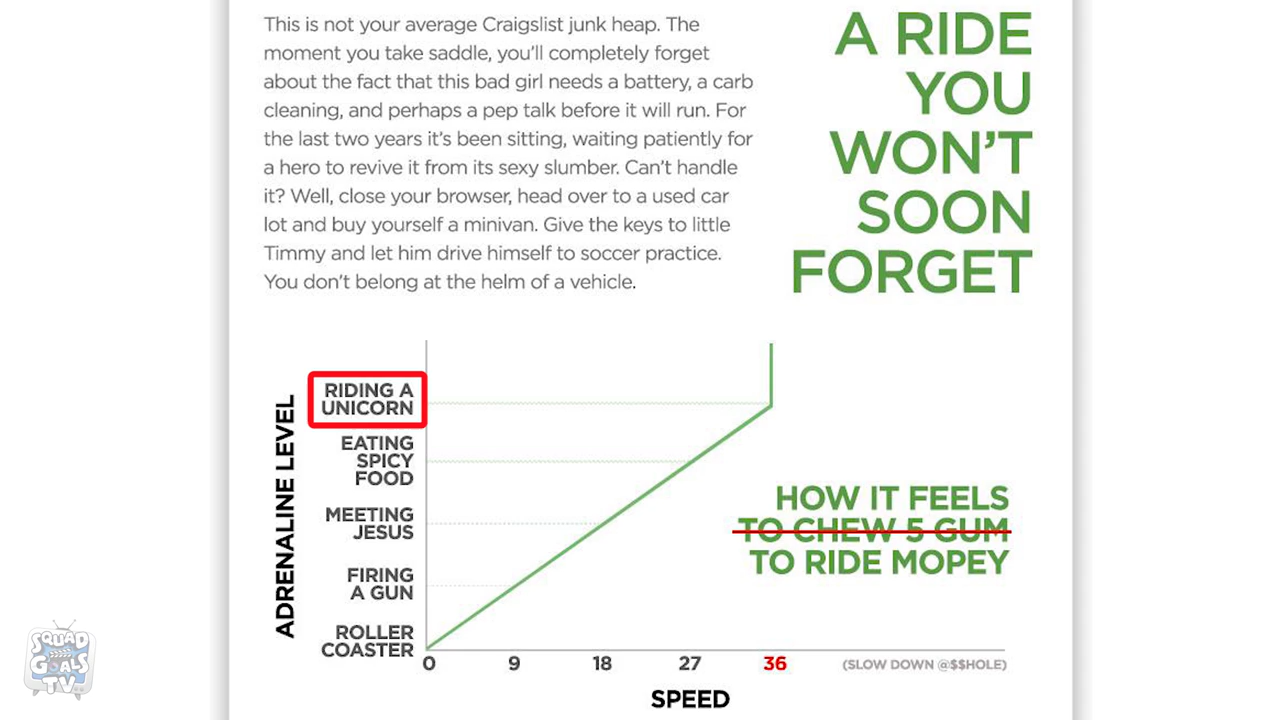 This is not your average Craigslist junk heap. The
moment you take saddle, you'll completely forget
about the fact that this bad girl needs a battery, a carb
cleaning, and perhaps a pep talk before it will run. For
the last two years it's been sitting, waiting patiently for
a hero to revive it from its sexy slumber. Can't handle
it? Well, close your browser, head over to a used car
lot and buy yourself a minivan. Give the keys to little
Timmy and let him drive himself to soccer practice.
You don't belong at the helm of a vehicle.
A RIDE
YOU
WON'T
SOON
FORGET
ADRENALINE LEVEL
RIDING A
UNICORN
EATING
SPICY
FOOD
MEETING
JESUS
FIRING
A GUN
ROLLER
COASTER
HOW IT FEELS
TO CHEW 5 GUM
TO RIDE MOPEY
0 9 18 27 36 (SLOW DOWN @$$HOLE)
SPEED
SQUAD
GOALS
TV